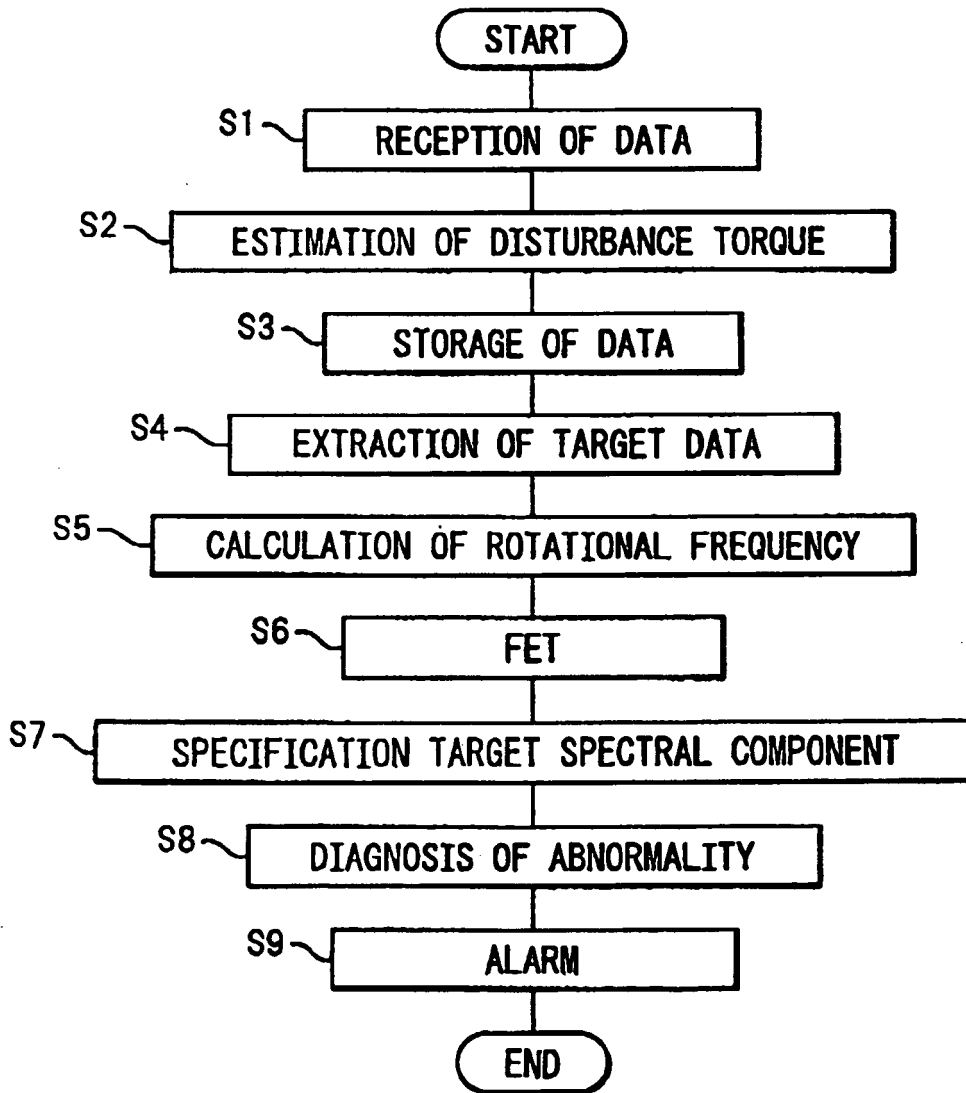 START
S1 RECEPTION OF DATA
S2 ESTIMATION OF DISTURBANCE TORQUE
S3 STORAGE OF DATA
S4 EXTRACTION OF TARGET DATA
S5 CALCULATION OF ROTATIONAL FREQUENCY
S6 FET
S7 SPECIFICATION TARGET SPECTRAL COMPONENT
S8 DIAGNOSIS OF ABNORMALITY
S9 ALARM
END